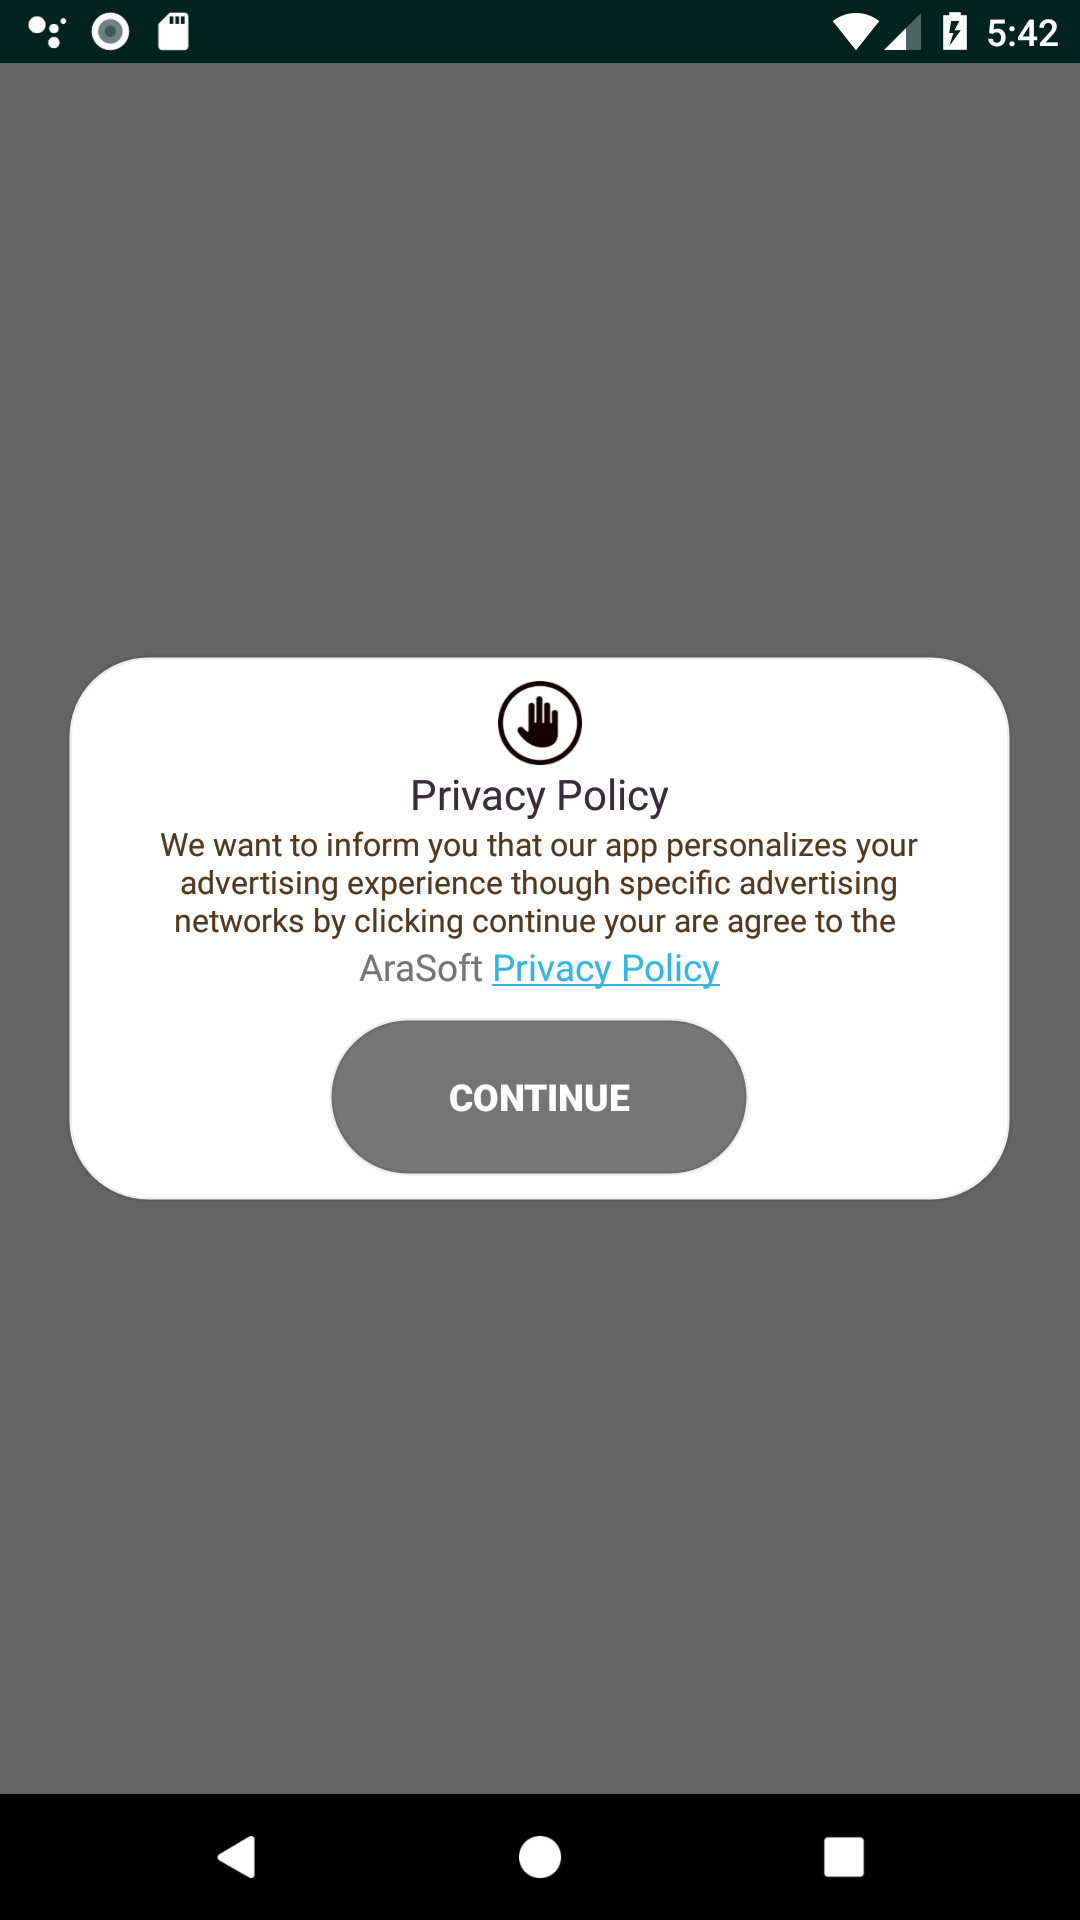 5:42
Privacy Policy
We want to inform you that our app personalizes your
advertising experience though specific advertising
networks by clicking continue your are agree to the
AraSoft Privacy Policy
CONTINUE